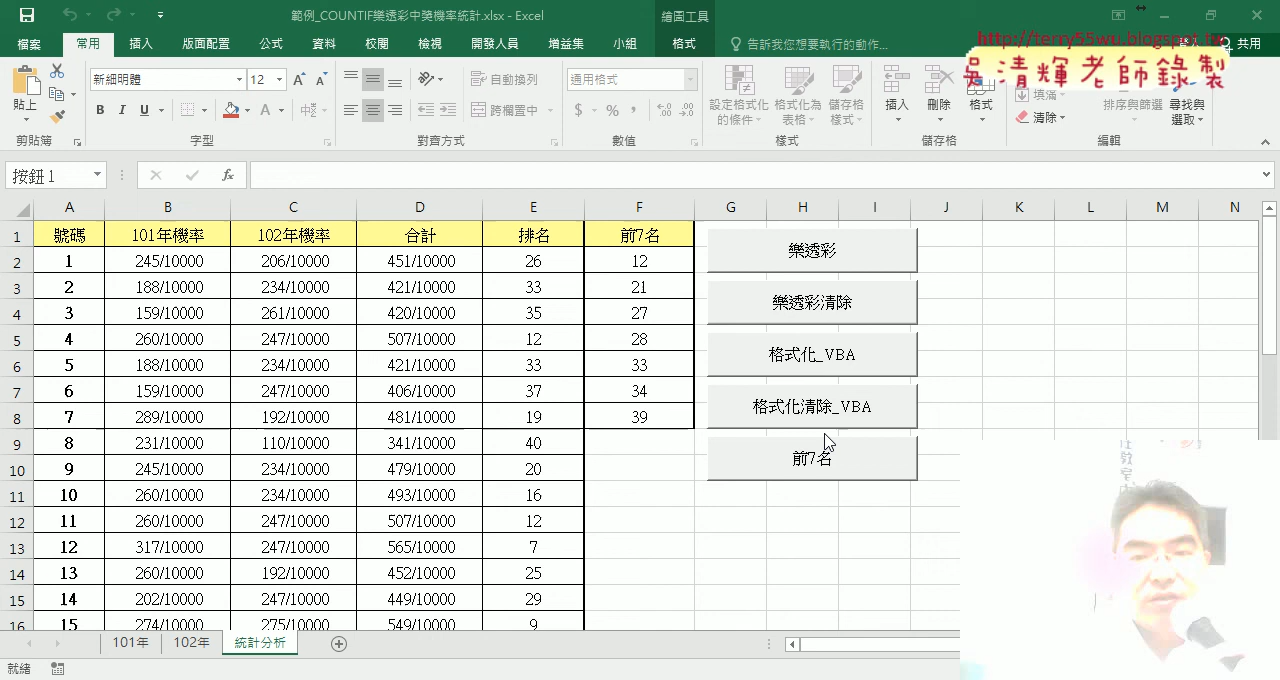 範例_COUNTIF樂透彩中獎機率統計.xlsx - Excel
繪圖工具
檔案 常用 插入 版面配置 公式 資料 校閱 檢視 開發人員 增益集 小組 格式 告訴我您想要執行的動作... 共用
http://terry55wu.blogspot.tw
吳清輝老師錄製
貼上 新細明體 12 自動換列 通用格式 設定格式化的條件 格式化為表格 儲存格樣式 插入 刪除 格式 填滿 排序與篩選 尋找與選取
B I U 中 跨欄置中 $ % , 清除
剪貼簿 字型 對齊方式 數值 樣式 儲存格 編輯
按鈕 1 fx
A B C D E F G H I J K L M N
1 號碼 101年機率 102年機率 合計 排名 前7名 樂透彩
2 1 245/10000 206/10000 451/10000 26 12
3 2 188/10000 234/10000 421/10000 33 21 樂透彩清除
4 3 159/10000 261/10000 420/10000 35 27
5 4 260/10000 247/10000 507/10000 12 28 格式化_VBA
6 5 188/10000 234/10000 421/10000 33 33
7 6 159/10000 247/10000 406/10000 37 34 格式化清除_VBA
8 7 289/10000 192/10000 481/10000 19 39
9 8 231/10000 110/10000 341/10000 40 前7名
10 9 245/10000 234/10000 479/10000 20
11 10 260/10000 234/10000 493/10000 16
12 11 260/10000 247/10000 507/10000 12
13 12 317/10000 247/10000 565/10000 7
14 13 260/10000 192/10000 452/10000 25
15 14 202/10000 247/10000 449/10000 29
16 15 274/10000 275/10000 549/10000 9
101年 102年 統計分析
就緒